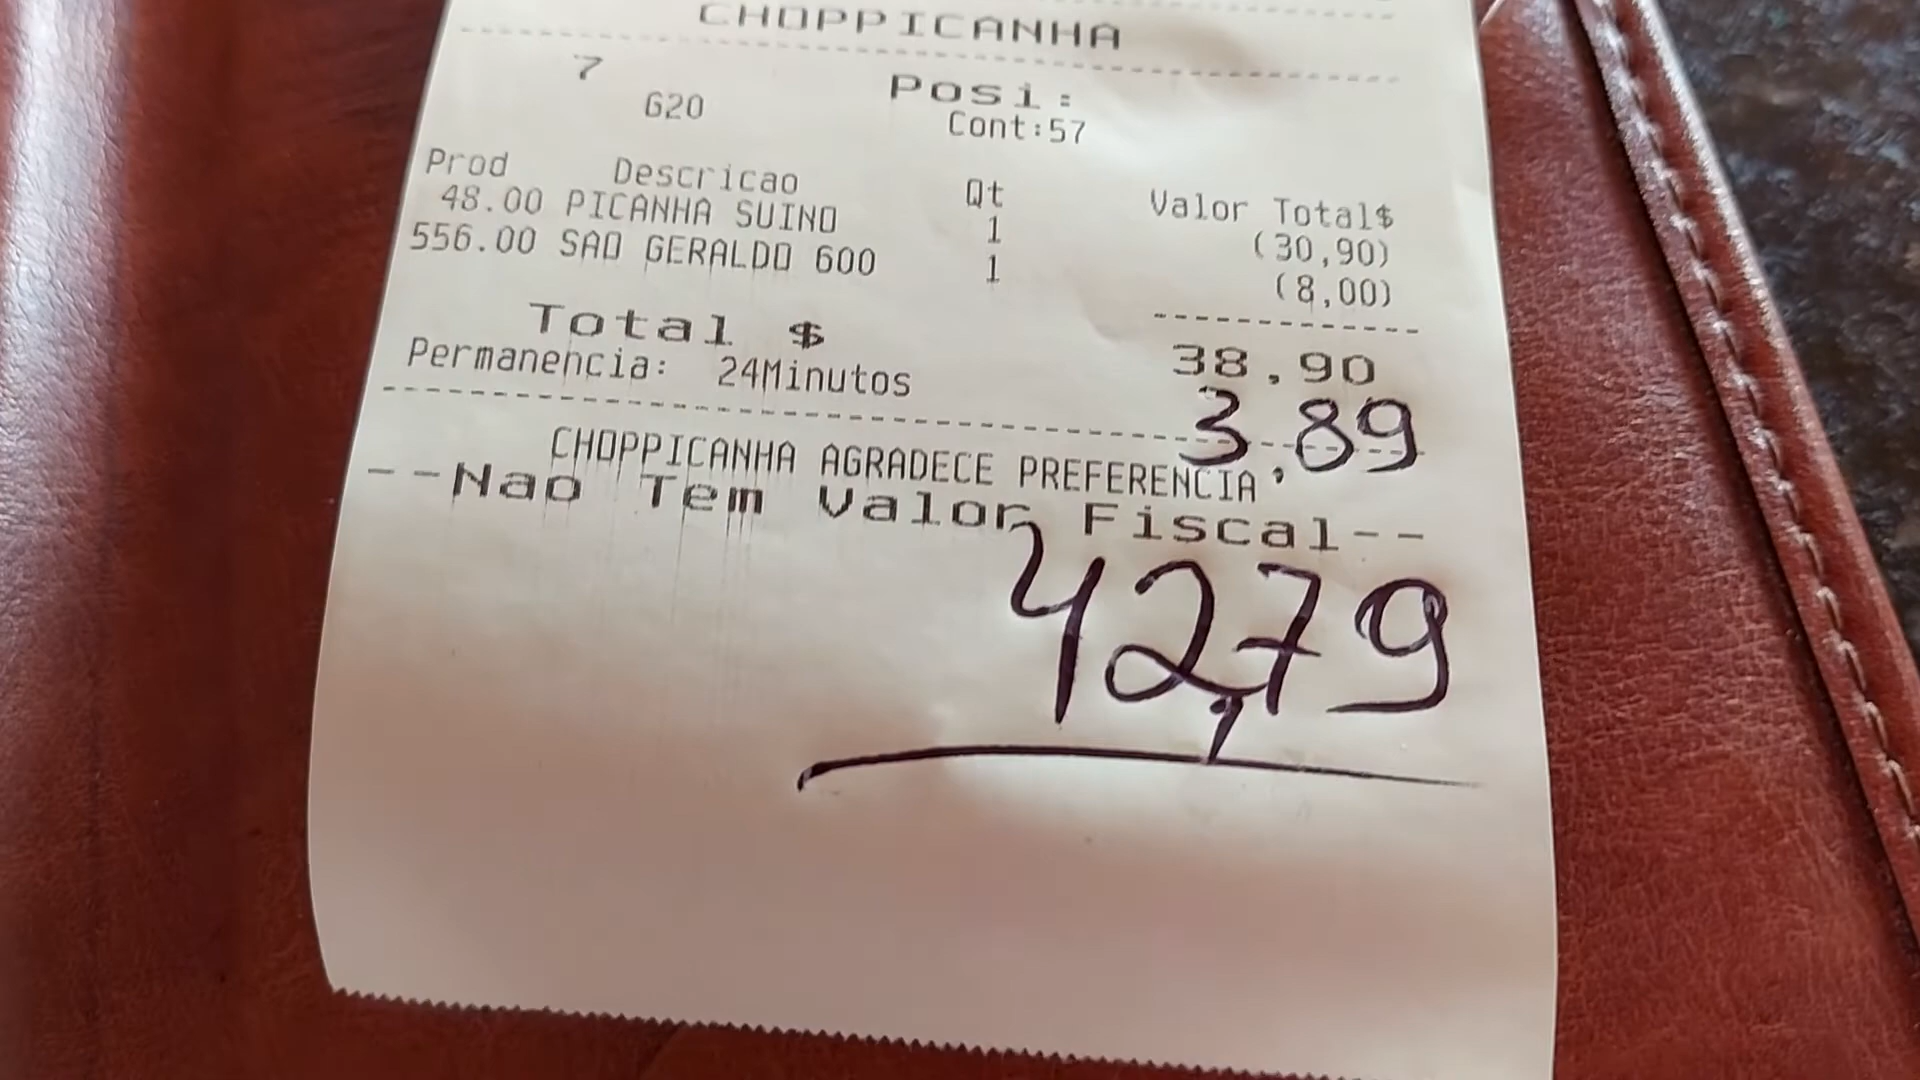 CHOPPICANHA
7 Posi:
G20 Cont:57
Prod Descricao Qt Valor Total$
48.00 PICANHA SUINO 1 (30,90)
556.00 SAO GERALDO 600 1 (8,00)
Total $ 38,90
Permanencia: 24Minutos
3,89
CHOPPICANHA AGRADECE PREFERENCIA
--Nao Tem Valor Fiscal--
42,79